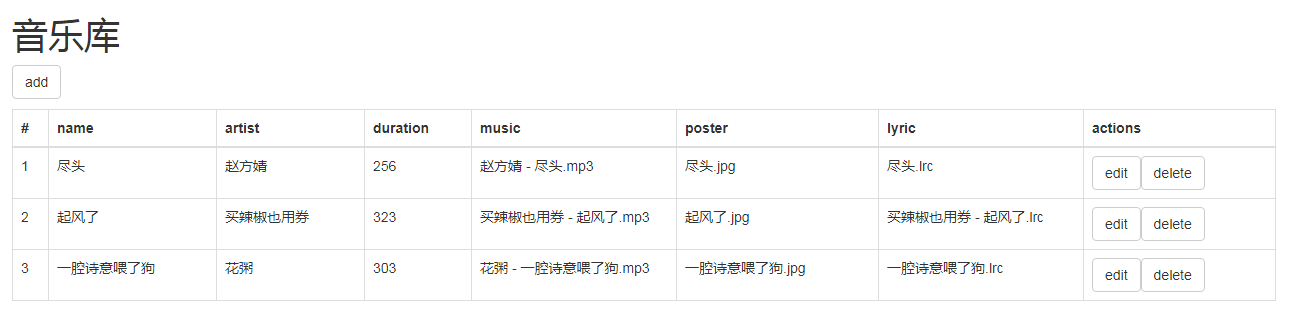 音乐库
add
# name artist duration music poster lyric actions
1 尽头 赵方婧 256 赵方婧 - 尽头.mp3 尽头.jpg 尽头.lrc edit delete
2 起风了 买辣椒也用券 323 买辣椒也用券 - 起风了.mp3 起风了.jpg 买辣椒也用券 - 起风了.lrc edit delete
3 一腔诗意喂了狗 花粥 303 花粥 - 一腔诗意喂了狗.mp3 一腔诗意喂了狗.jpg 一腔诗意喂了狗.lrc edit delete